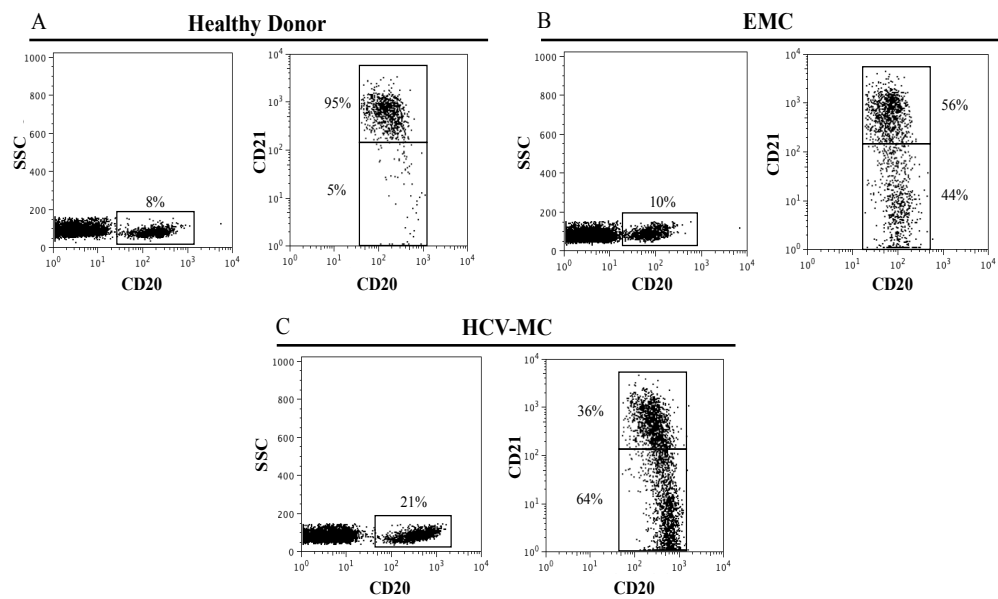 A
Healthy Donor
1000
800
600
400
200
0
SSC
8%
10⁰ 10¹ 10² 10³ 10⁴
CD20
10⁴
10³
10²
10¹
10⁰
CD21
95%
5%
10⁰ 10¹ 10² 10³ 10⁴
CD20
B
EMC
1000
800
600
400
200
0
SSC
10%
10⁰ 10¹ 10² 10³ 10⁴
CD20
10⁴
10³
10²
10¹
10⁰
CD21
56%
44%
10⁰ 10¹ 10² 10³ 10⁴
CD20
C
HCV-MC
1000
800
600
400
200
0
SSC
21%
10⁰ 10¹ 10² 10³ 10⁴
CD20
10⁴
10³
10²
10¹
10⁰
CD21
36%
64%
10⁰ 10¹ 10² 10³ 10⁴
CD20